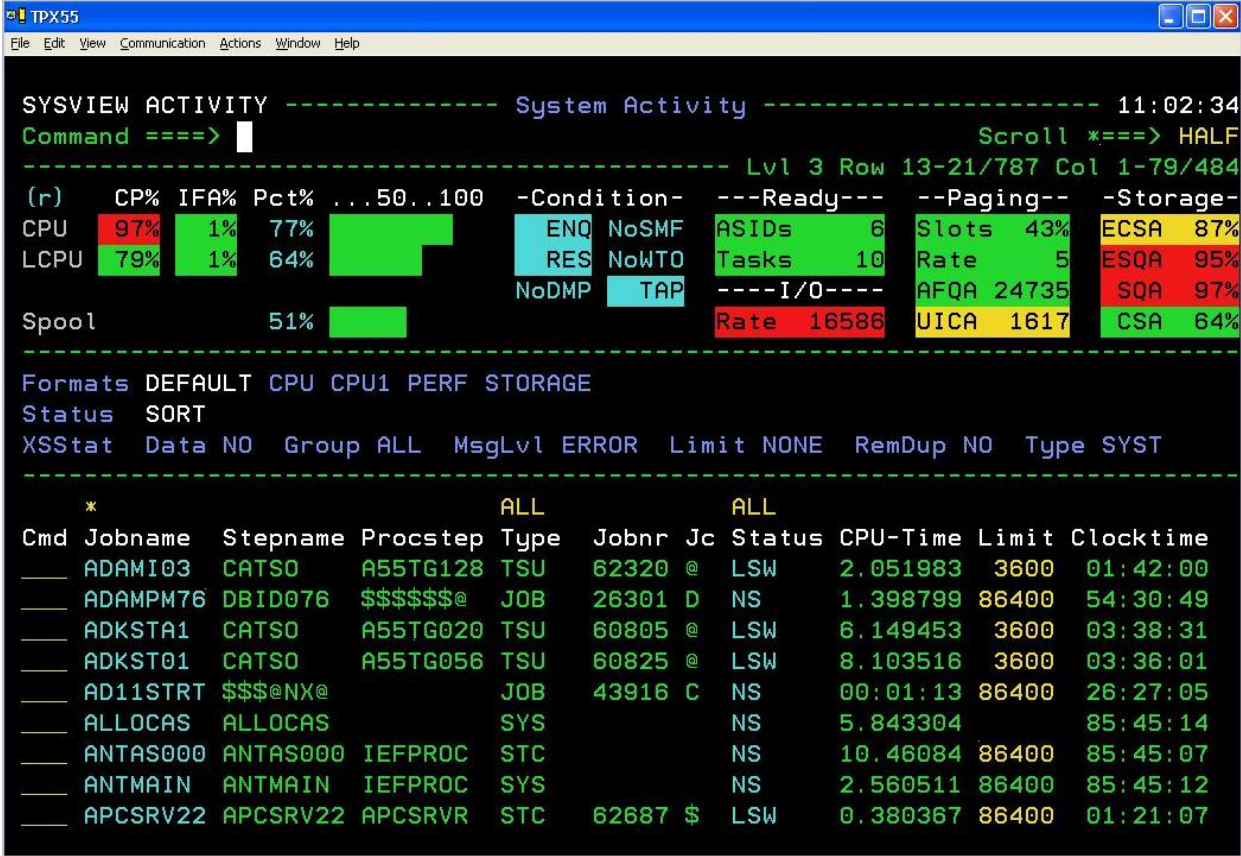 TPX55
File Edit View Communication Actions Window Help
SYSVIEW ACTIVITY -------------- System Activity ---------------------- 11:02:34
Command ====> Scroll *===> HALF
---------------------------------------------- Lvl 3 Row 13-21/787 Col 1-79/484
(r) CP% IFA% Pct% ...50..100 -Condition- ---Ready--- --Paging-- -Storage-
CPU 97% 1% 77% ENQ NoSMF ASIDs 6 Slots 43% ECSA 87%
LCPU 79% 1% 64% RES NoWTO Tasks 10 Rate 5 ESQA 95%
NoDMP TAP ----I/O---- AFQA 24735 SQA 97%
Spool 51% Rate 16586 UICA 1617 CSA 64%
-------------------------------------------------------------------------------
Formats DEFAULT CPU CPU1 PERF STORAGE
Status SORT
XSStat Data NO Group ALL MsgLvl ERROR Limit NONE RemDup NO Type SYST
-------------------------------------------------------------------------------
* ALL ALL
Cmd Jobname Stepname Procstep Type Jobnr Jc Status CPU-Time Limit Clocktime
____ ADAMI03 CATSO A55TG128 TSU 62320 @ LSW 2.051983 3600 01:42:00
____ ADAMPM76 DBID076 $$$$$$@ JOB 26301 D NS 1.398799 86400 54:30:49
____ ADKSTA1 CATSO A55TG020 TSU 60805 @ LSW 6.149453 3600 03:38:31
____ ADKST01 CATSO A55TG056 TSU 60825 @ LSW 8.103516 3600 03:36:01
____ AD11STRT $$$@NX@ JOB 43916 C NS 00:01:13 86400 26:27:05
____ ALLOCAS ALLOCAS SYS NS 5.843304 85:45:14
____ ANTAS000 ANTAS000 IEFPROC STC NS 10.46084 86400 85:45:07
____ ANTMAIN ANTMAIN IEFPROC SYS NS 2.560511 86400 85:45:12
____ APCSRV22 APCSRV22 APCSRVR STC 62687 $ LSW 0.380367 86400 01:21:07